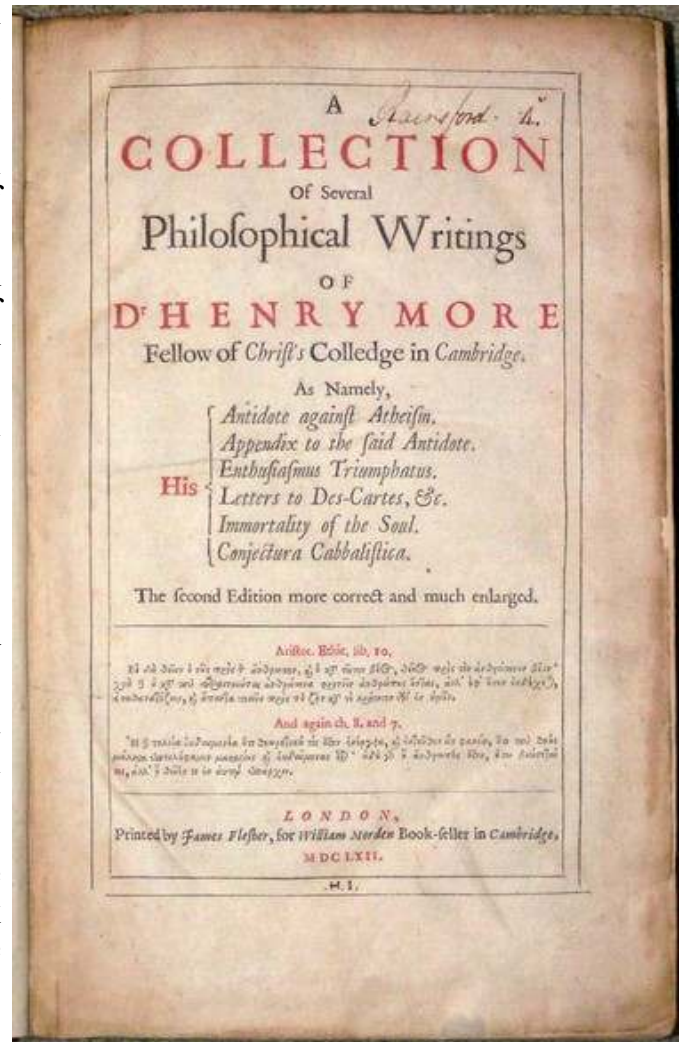 A
Rainsford.
COLLECTION
Of Several
Philoſophical Writings
OF
Dr HENRY MORE
Fellow of Chriſt's Colledge in Cambridge.
As Namely,
His
Antidote againſt Atheiſm.
Appendix to the ſaid Antidote.
Enthuſiaſmus Triumphatus.
Letters to Des-Cartes, &c.
Immortality of the Soul.
Conjectura Cabbaliſtica.
The ſecond Edition more correct and much enlarged.
Ariſtot. Ethic. lib, 10.
And again ch. 8. and 7.
LONDON,
Printed by James Fleſher, for William Morden Book-ſeller in Cambridge,
MDCLXII.
.H.I.